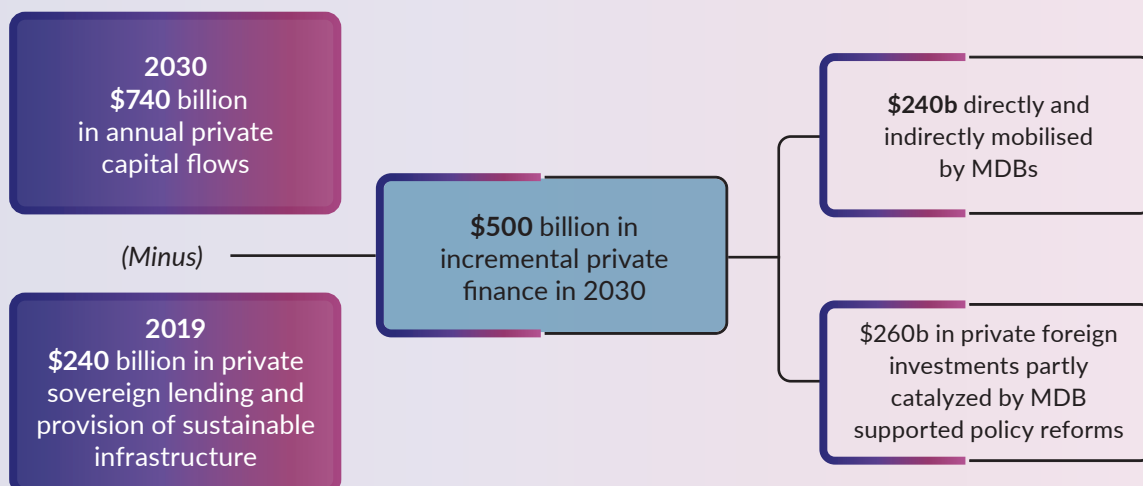 2030
$740 billion
in annual private
capital flows
(Minus)
2019
$240 billion in private
sovereign lending and
provision of sustainable
infrastructure
$500 billion in
incremental private
finance in 2030
$240b directly and
indirectly mobilised
by MDBs
$260b in private foreign
investments partly
catalyzed by MDB
supported policy reforms